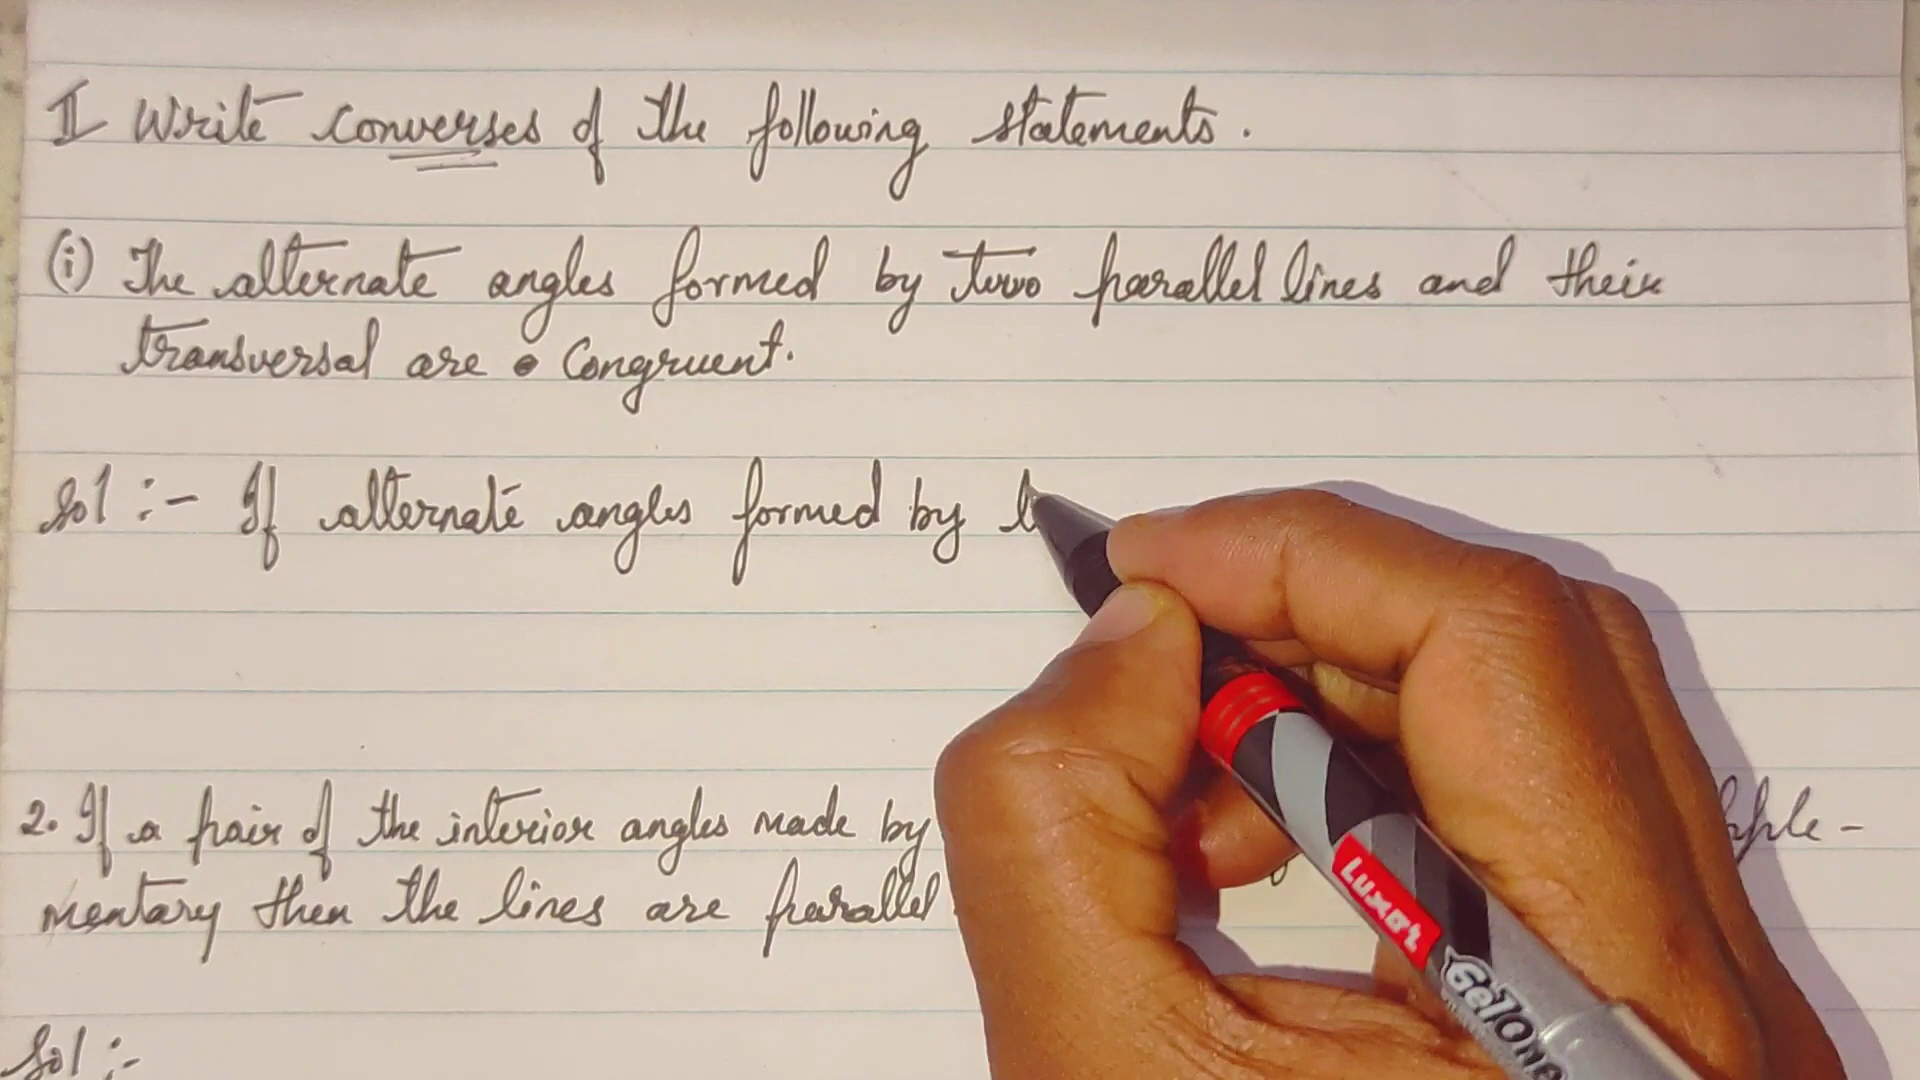 II Write converses of the following statements.
(i) The alternate angles formed by two parallel lines and their
transversal are congruent.
Sol :- If alternate angles formed by
2. If a pair of the interior angles made by
mentary then the lines are parallel
Sol :-
Luxor
GelOne